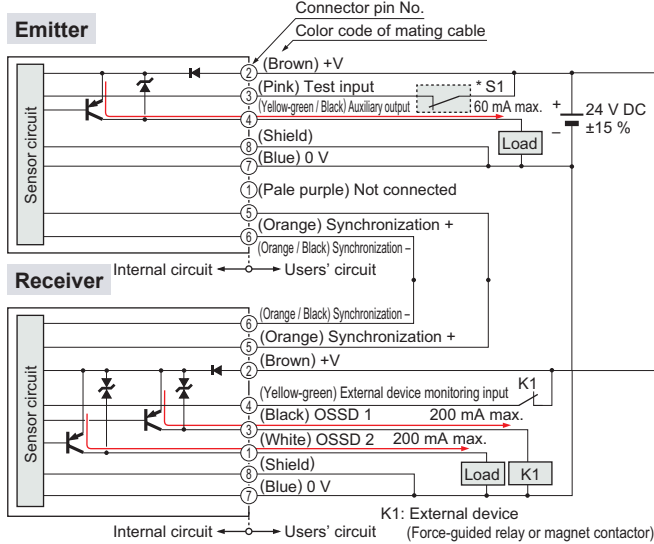 Connector pin No.
Emitter
Color code of mating cable
2 (Brown) +V
3 (Pink) Test input
* S1
(Yellow-green / Black) Auxiliary output
60 mA max.
4
+
24 V DC
±15 %
–
Load
8 (Shield)
7 (Blue) 0 V
1 (Pale purple) Not connected
5
(Orange) Synchronization +
6
(Orange / Black) Synchronization –
Sensor circuit
Internal circuit
Users' circuit
Receiver
(Orange / Black) Synchronization –
6
(Orange) Synchronization +
5
(Brown) +V
2
(Yellow-green) External device monitoring input
K1
4
(Black) OSSD 1
200 mA max.
3
(White) OSSD 2
200 mA max.
1
(Shield)
8
Load
K1
(Blue) 0 V
7
Sensor circuit
K1: External device
(Force-guided relay or magnet contactor)
Internal circuit
Users' circuit